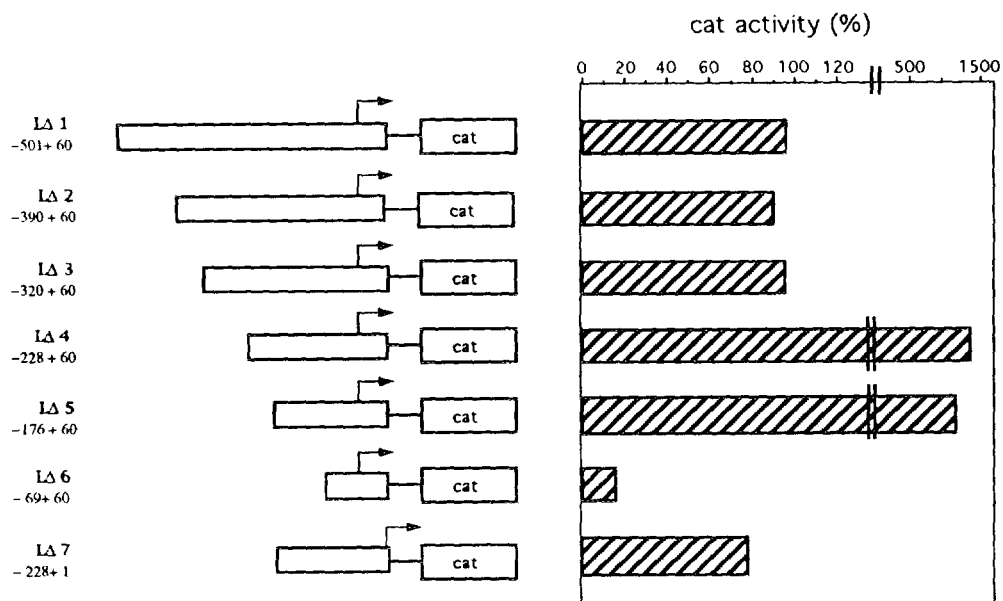 cat activity (%)
0 20 40 60 80 100 120 500 1500
LΔ 1
cat
−501+ 60
LΔ 2
cat
−390 + 60
LΔ 3
cat
−320 + 60
LΔ 4
cat
−228 + 60
LΔ 5
cat
−176 + 60
LΔ 6
cat
− 69+ 60
LΔ 7
cat
− 228+ 1